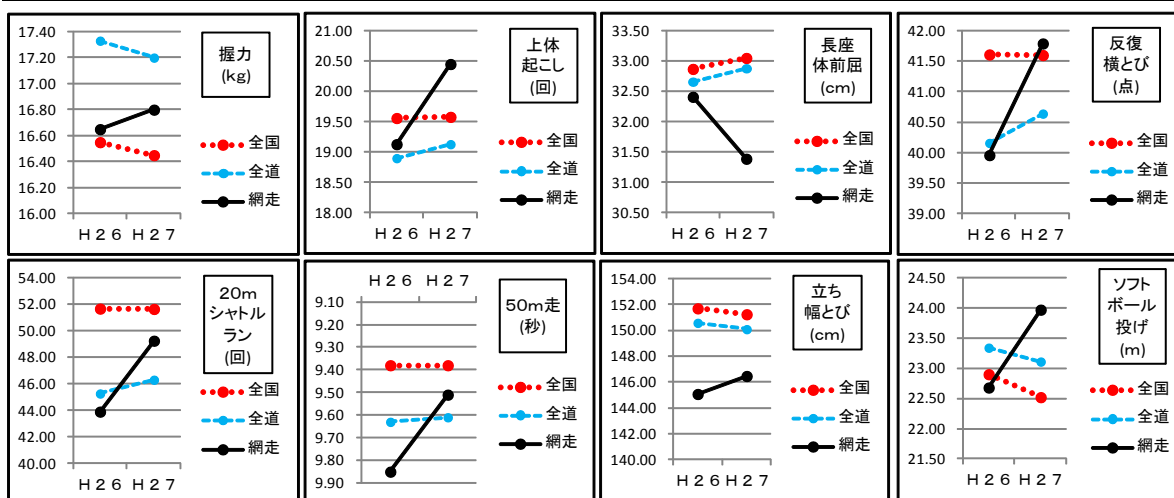 17.40
17.20
17.00
16.80
16.60
16.40
16.20
16.00
H26 H27
握力
(kg)
全国
全道
網走
21.00
20.50
20.00
19.50
19.00
18.50
18.00
H26 H27
上体
起こし
(回)
全国
全道
網走
33.50
33.00
32.50
32.00
31.50
31.00
30.50
H26 H27
長座
体前屈
(cm)
全国
全道
網走
42.00
41.50
41.00
40.50
40.00
39.50
39.00
H26 H27
反復
横とび
(点)
全国
全道
網走
54.00
52.00
50.00
48.00
46.00
44.00
42.00
40.00
H26 H27
20m
シャトル
ラン
(回)
全国
全道
網走
H26 H27
9.10
9.20
9.30
9.40
9.50
9.60
9.70
9.80
9.90
50m走
(秒)
全国
全道
網走
154.00
152.00
150.00
148.00
146.00
144.00
142.00
140.00
H26 H27
立ち
幅とび
(cm)
全国
全道
網走
24.50
24.00
23.50
23.00
22.50
22.00
21.50
H26 H27
ソフト
ボール
投げ
(m)
全国
全道
網走